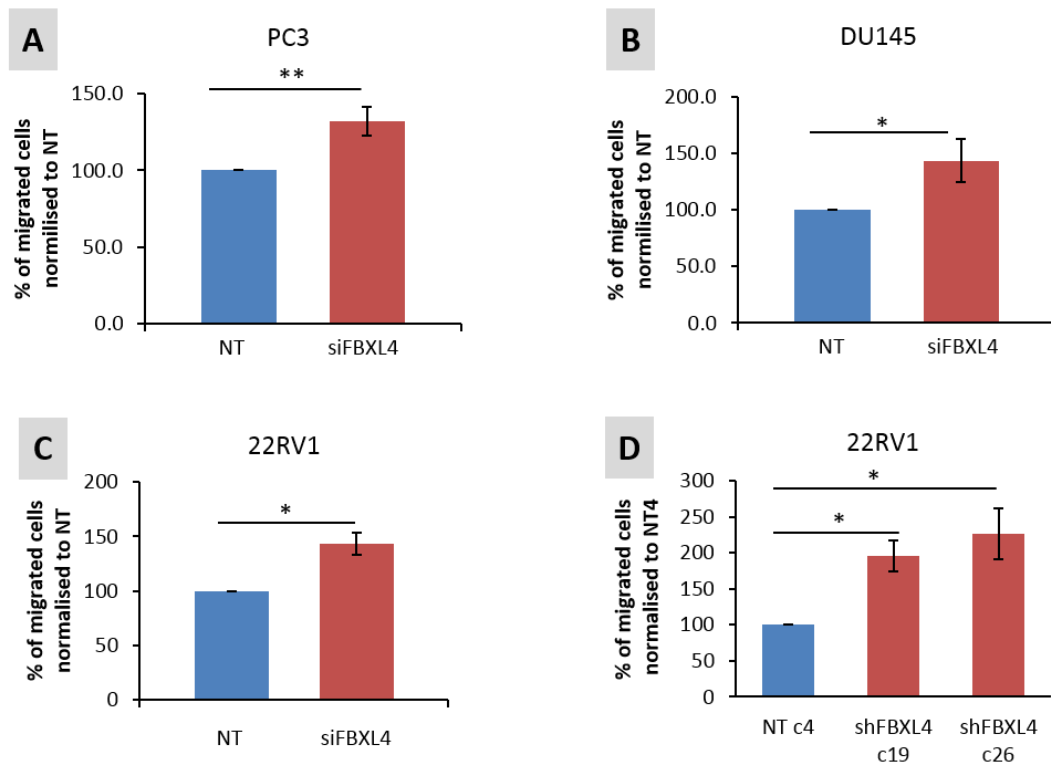 A
PC3
**
% of migrated cells
normilised to NT
150.0
100.0
50.0
0.0
NT
siFBXL4
B
DU145
*
% of migrated cells
normilised to NT
200.0
150.0
100.0
50.0
0.0
NT
siFBXL4
C
22RV1
*
% of migrated cells
normalised to NT
200
150
100
50
0
NT
siFBXL4
D
22RV1
*
*
% of migrated cells
normalised to NT4
300
250
200
150
100
50
0
NT c4
shFBXL4
c19
shFBXL4
c26